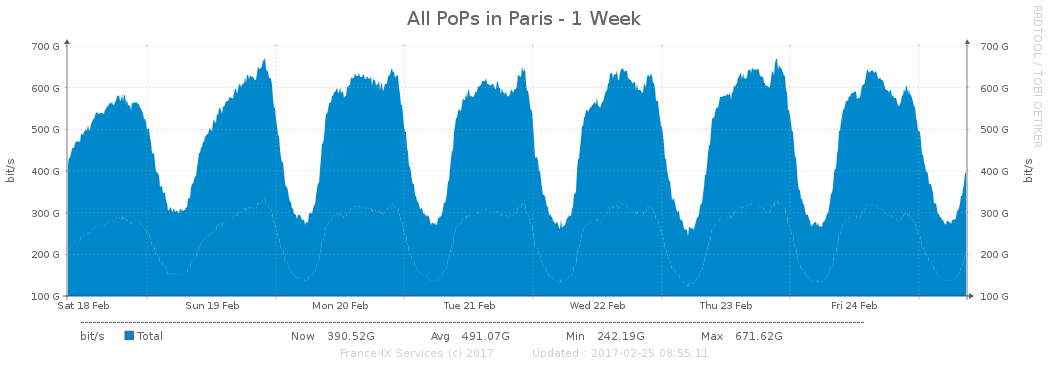 All PoPs in Paris - 1 Week
RRDTOOL / TOBI OETIKER
700 G 700 G
600 G 600 G
500 G 500 G
400 G 400 G
300 G 300 G
200 G 200 G
100 G 100 G
bit/s
bit/s
Sat 18 Feb Sun 19 Feb Mon 20 Feb Tue 21 Feb Wed 22 Feb Thu 23 Feb Fri 24 Feb
bit/s Total Now 390.52G Avg 491.07G Min 242.19G Max 671.62G
France-IX Services (c) 2017 Updated : 2017-02-25 08:55:11